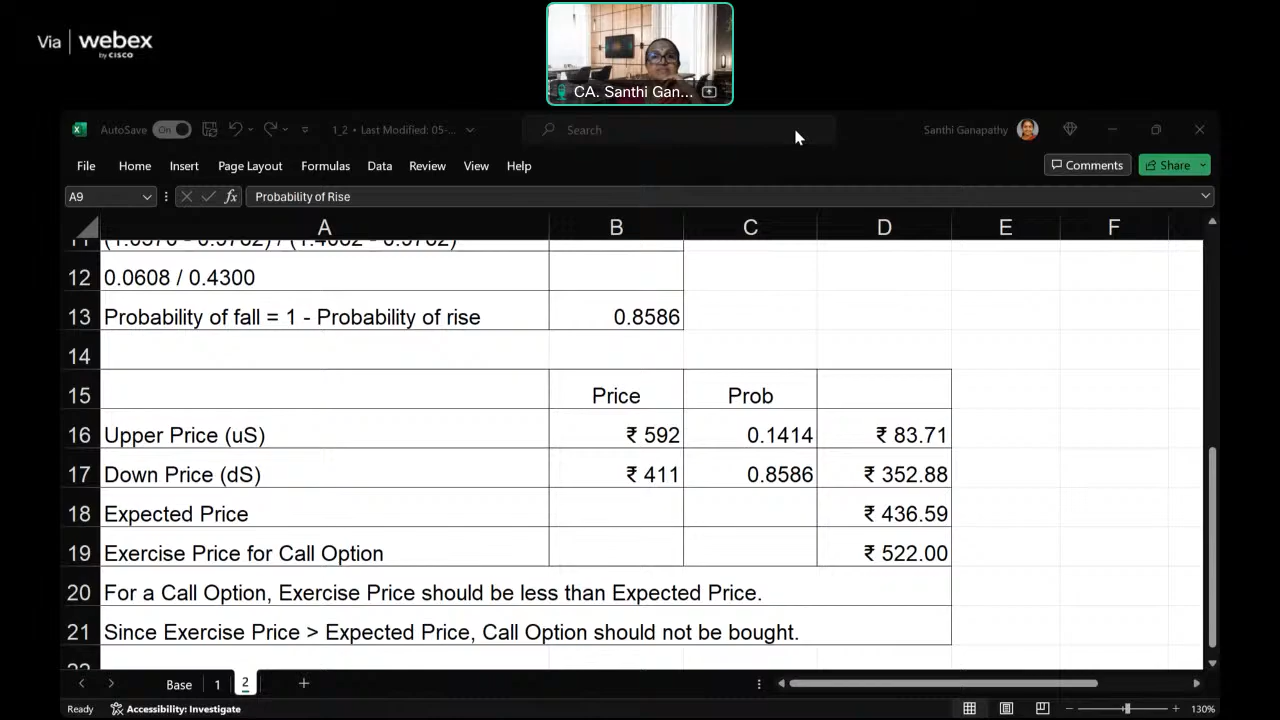 Via | webex
by CISCO
CA. Santhi Gan...
AutoSave On 1_2 • Last Modified: 05-... Search Santhi Ganapathy
File Home Insert Page Layout Formulas Data Review View Help Comments Share
A9 fx Probability of Rise
A B C D E F
12 0.0608 / 0.4300
13 Probability of fall = 1 - Probability of rise 0.8586
14
15 Price Prob
16 Upper Price (uS) ₹ 592 0.1414 ₹ 83.71
17 Down Price (dS) ₹ 411 0.8586 ₹ 352.88
18 Expected Price ₹ 436.59
19 Exercise Price for Call Option ₹ 522.00
20 For a Call Option, Exercise Price should be less than Expected Price.
21 Since Exercise Price > Expected Price, Call Option should not be bought.
Base 1 2
Ready Accessibility: Investigate 130%